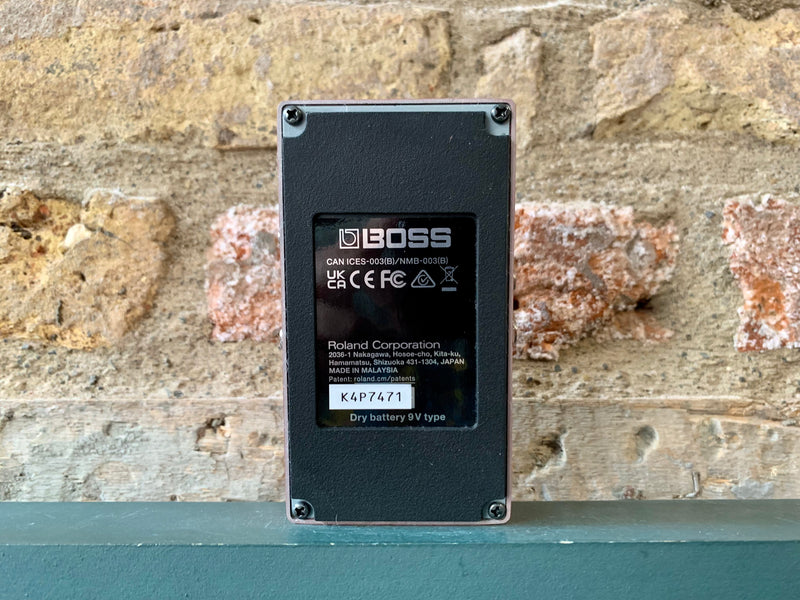 BOSS
CAN ICES-003(B)/NMB-003(B)
UK CA CE FC
Roland Corporation
2036-1 Nakagawa, Hosoe-cho, Kita-ku,
Hamamatsu, Shizuoka 431-1304, JAPAN
MADE IN MALAYSIA
Patent: roland.cm/patents
K4P7471
Dry battery 9V type